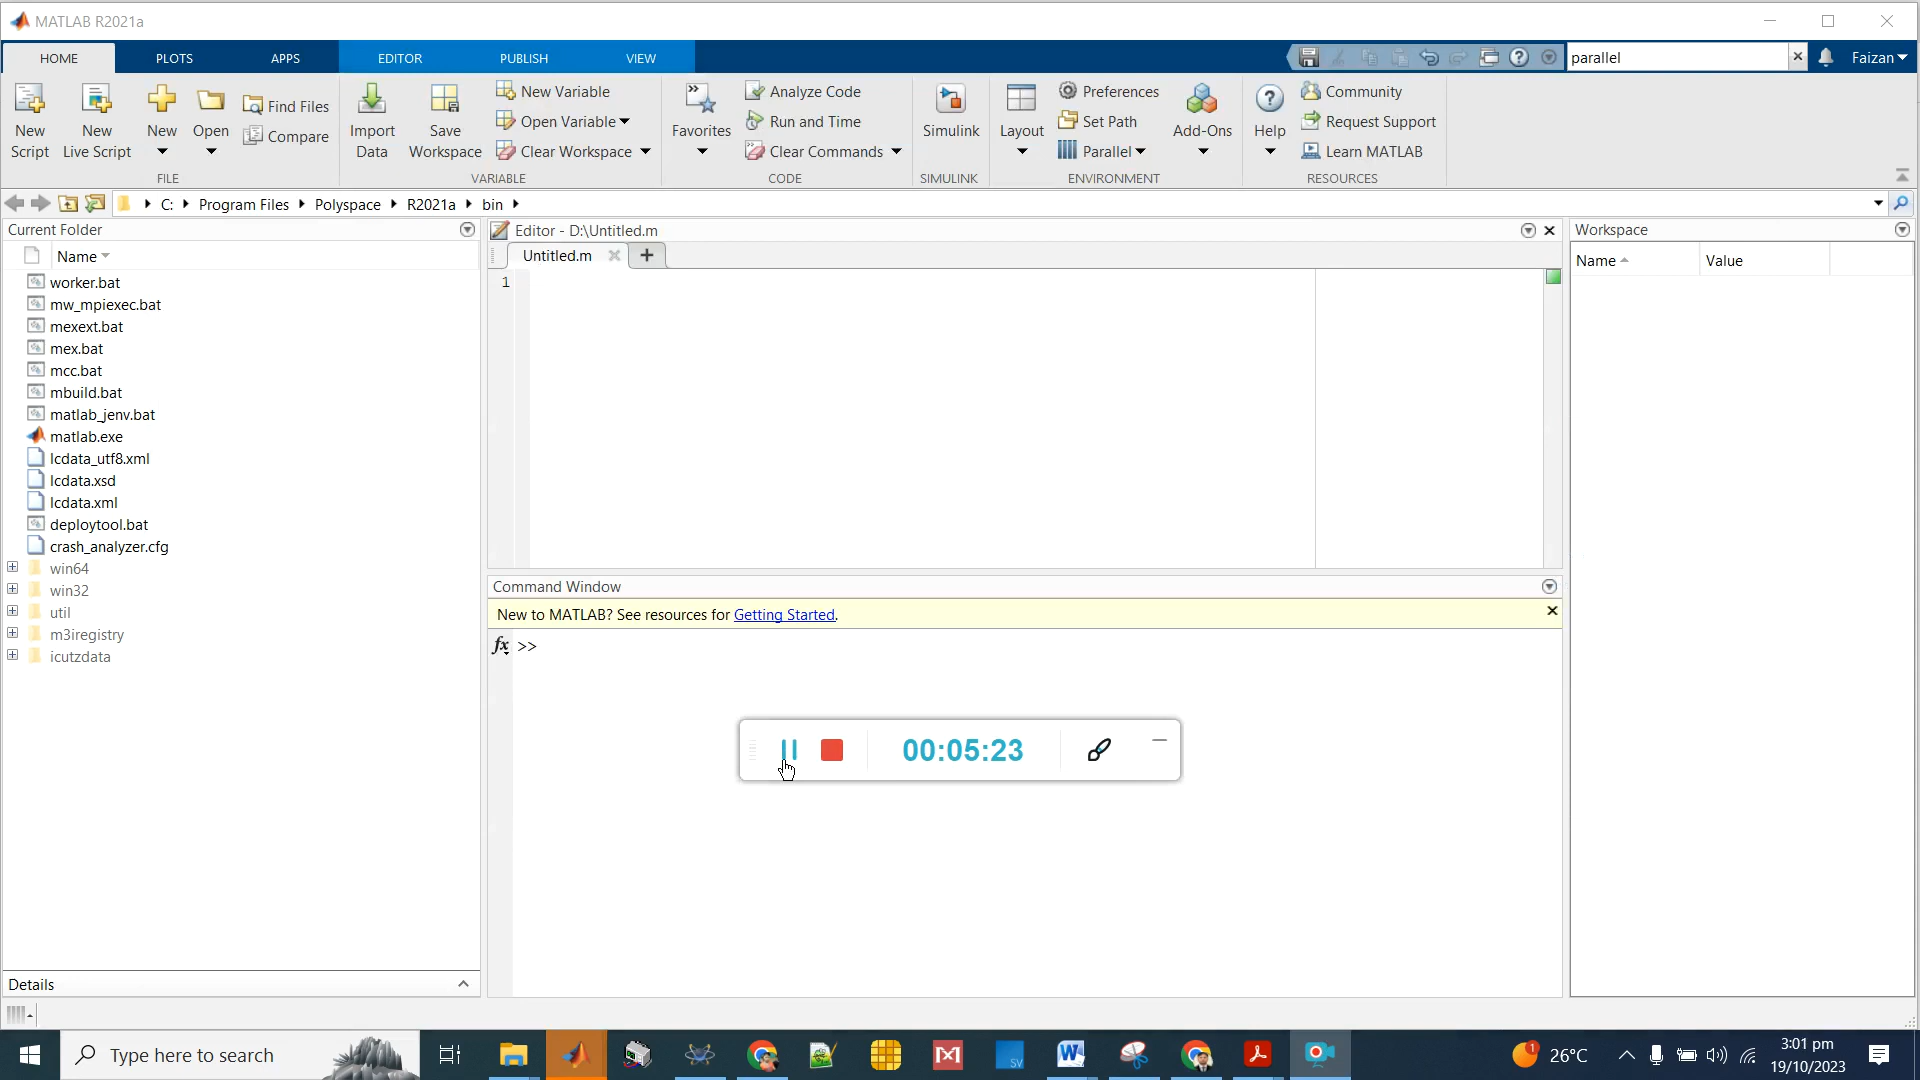 MATLAB R2021a
HOME PLOTS APPS EDITOR PUBLISH VIEW parallel Faizan
New Script
New Live Script
New
Open
Find Files
Compare
FILE
Import Data
Save Workspace
New Variable
Open Variable
Clear Workspace
VARIABLE
Favorites
Analyze Code
Run and Time
Clear Commands
CODE
Simulink
SIMULINK
Layout
Preferences
Set Path
Parallel
Add-Ons
ENVIRONMENT
Help
Community
Request Support
Learn MATLAB
RESOURCES
C: Program Files Polyspace R2021a bin
Current Folder
Name
worker.bat
mw_mpiexec.bat
mexext.bat
mex.bat
mcc.bat
mbuild.bat
matlab_jenv.bat
matlab.exe
lcdata_utf8.xml
lcdata.xsd
lcdata.xml
deploytool.bat
crash_analyzer.cfg
win64
win32
util
m3iregistry
icutzdata
Details
Editor - D:\Untitled.m
Untitled.m
1
Command Window
New to MATLAB? See resources for Getting Started.
fx >>
00:05:23
Workspace
Name Value
Type here to search
SV
1
26°C
3:01 pm
19/10/2023